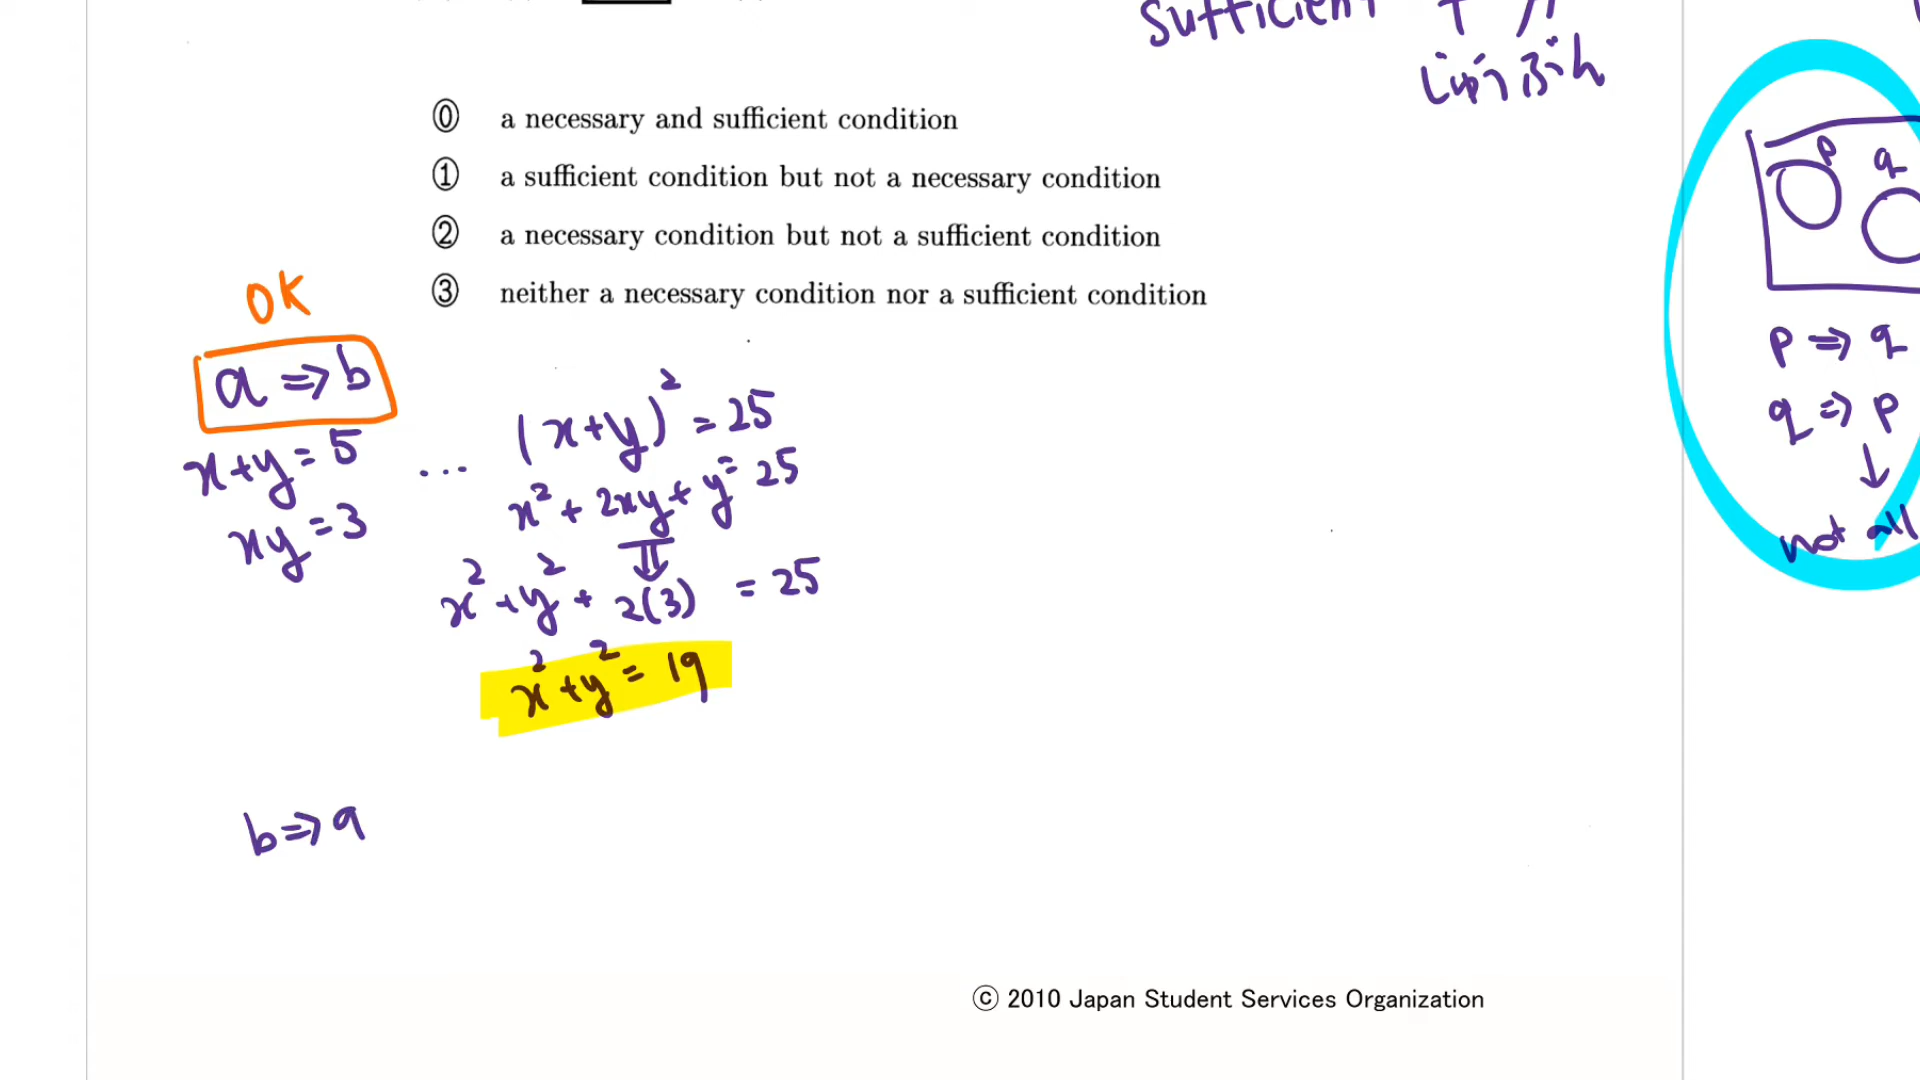 sufficient
じゅうぶん
⓪ a necessary and sufficient condition
① a sufficient condition but not a necessary condition
② a necessary condition but not a sufficient condition
③ neither a necessary condition nor a sufficient condition
OK
a ⇒ b
x+y=5
xy=3
...
(x+y)²=25
x²+2xy+y²=25
⇓
x²+y²+2(3) = 25
x²+y²=19
b⇒a
p q
p ⇒ q
q ⇒ p
↓
not all
© 2010 Japan Student Services Organization